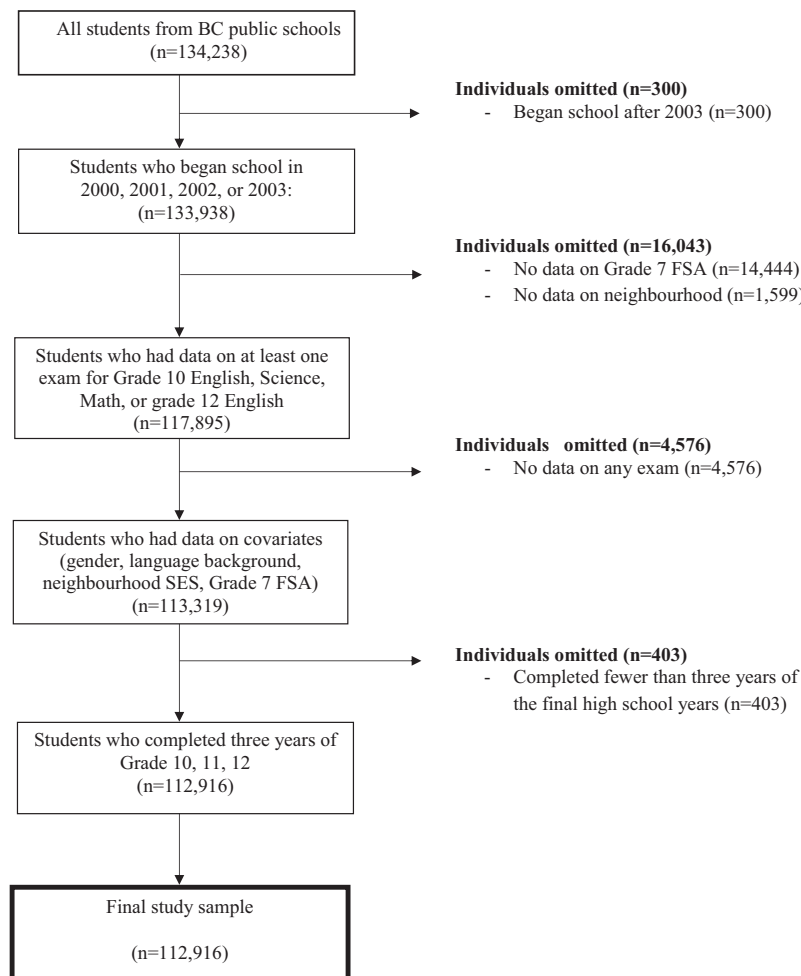 All students from BC public schools
(n=134,238)
Individuals omitted (n=300)
- Began school after 2003 (n=300)
Students who began school in
2000, 2001, 2002, or 2003:
(n=133,938)
Individuals omitted (n=16,043)
- No data on Grade 7 FSA (n=14,444)
- No data on neighbourhood (n=1,599)
Students who had data on at least one
exam for Grade 10 English, Science,
Math, or grade 12 English
(n=117,895)
Individuals omitted (n=4,576)
- No data on any exam (n=4,576)
Students who had data on covariates
(gender, language background,
neighbourhood SES, Grade 7 FSA)
(n=113,319)
Individuals omitted (n=403)
- Completed fewer than three years of
the final high school years (n=403)
Students who completed three years of
Grade 10, 11, 12
(n=112,916)
Final study sample
(n=112,916)